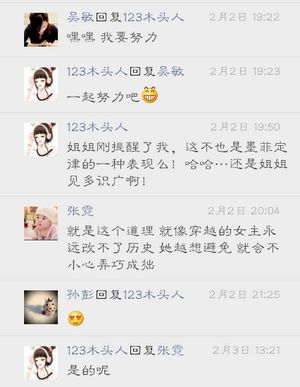 吴敏回复123木头人 2月2日 19:22
嘿嘿 我要努力
123木头人回复吴敏 2月2日 19:23
一起努力吧
123木头人 2月2日 19:50
姐姐刚提醒了我，这不也是墨菲定
律的一种表现么！哈哈…还是姐姐
见多识广啊！
张霓 2月2日 20:04
就是这个道理 就像穿越的女主永
远改不了历史 她越想避免 就会不
小心弄巧成拙
孙彭回复123木头人 2月2日 21:25
123木头人回复张霓 2月3日 13:21
是的呢